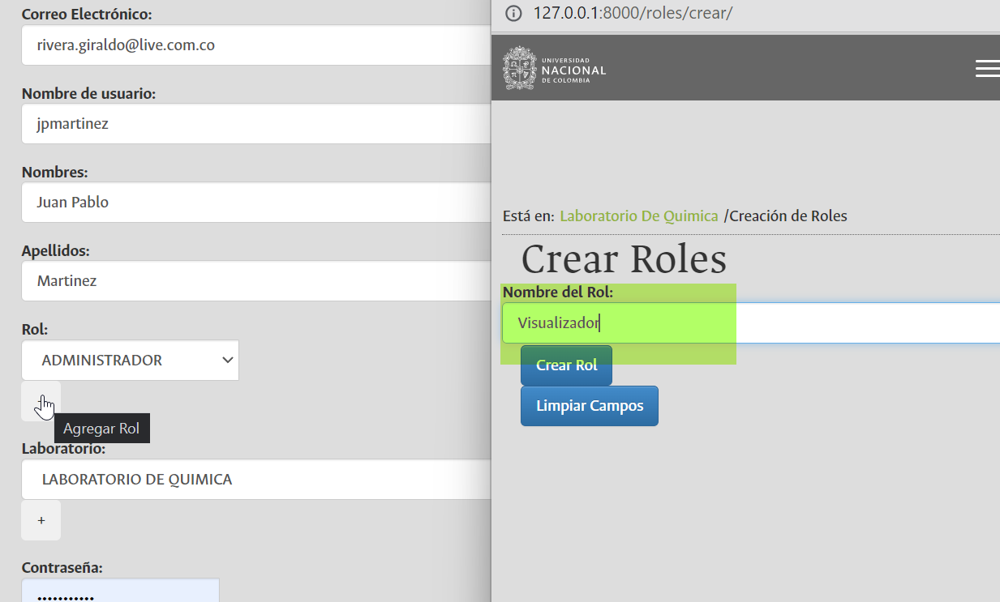 Correo Electrónico:
rivera.giraldo@live.com.co
Nombre de usuario:
jpmartinez
Nombres:
Juan Pablo
Apellidos:
Martinez
Rol:
ADMINISTRADOR
Agregar Rol
Laboratorio:
LABORATORIO DE QUIMICA
+
Contraseña:
•••••••••••
127.0.0.1:8000/roles/crear/
UNIVERSIDAD
NACIONAL
DE COLOMBIA
Está en: Laboratorio De Quimica /Creación de Roles
Crear Roles
Nombre del Rol:
Visualizador
Crear Rol
Limpiar Campos